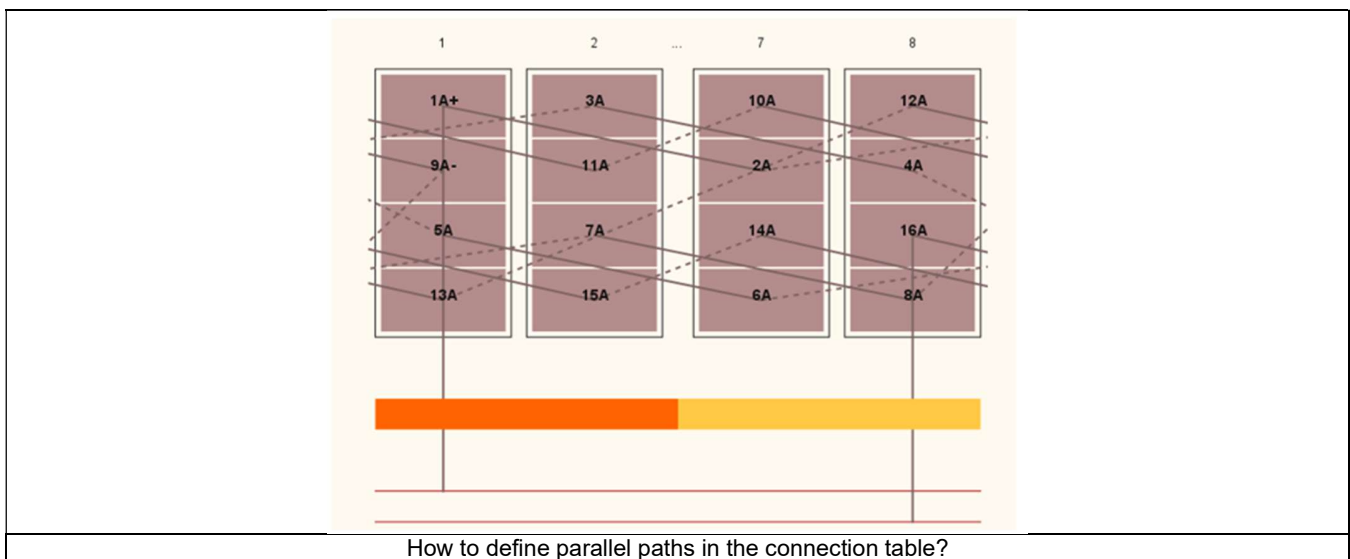 1 2 ... 7 8
1A+ 3A 10A 12A
9A- 11A 2A 4A
5A 7A 14A 16A
13A 15A 6A 8A
How to define parallel paths in the connection table?